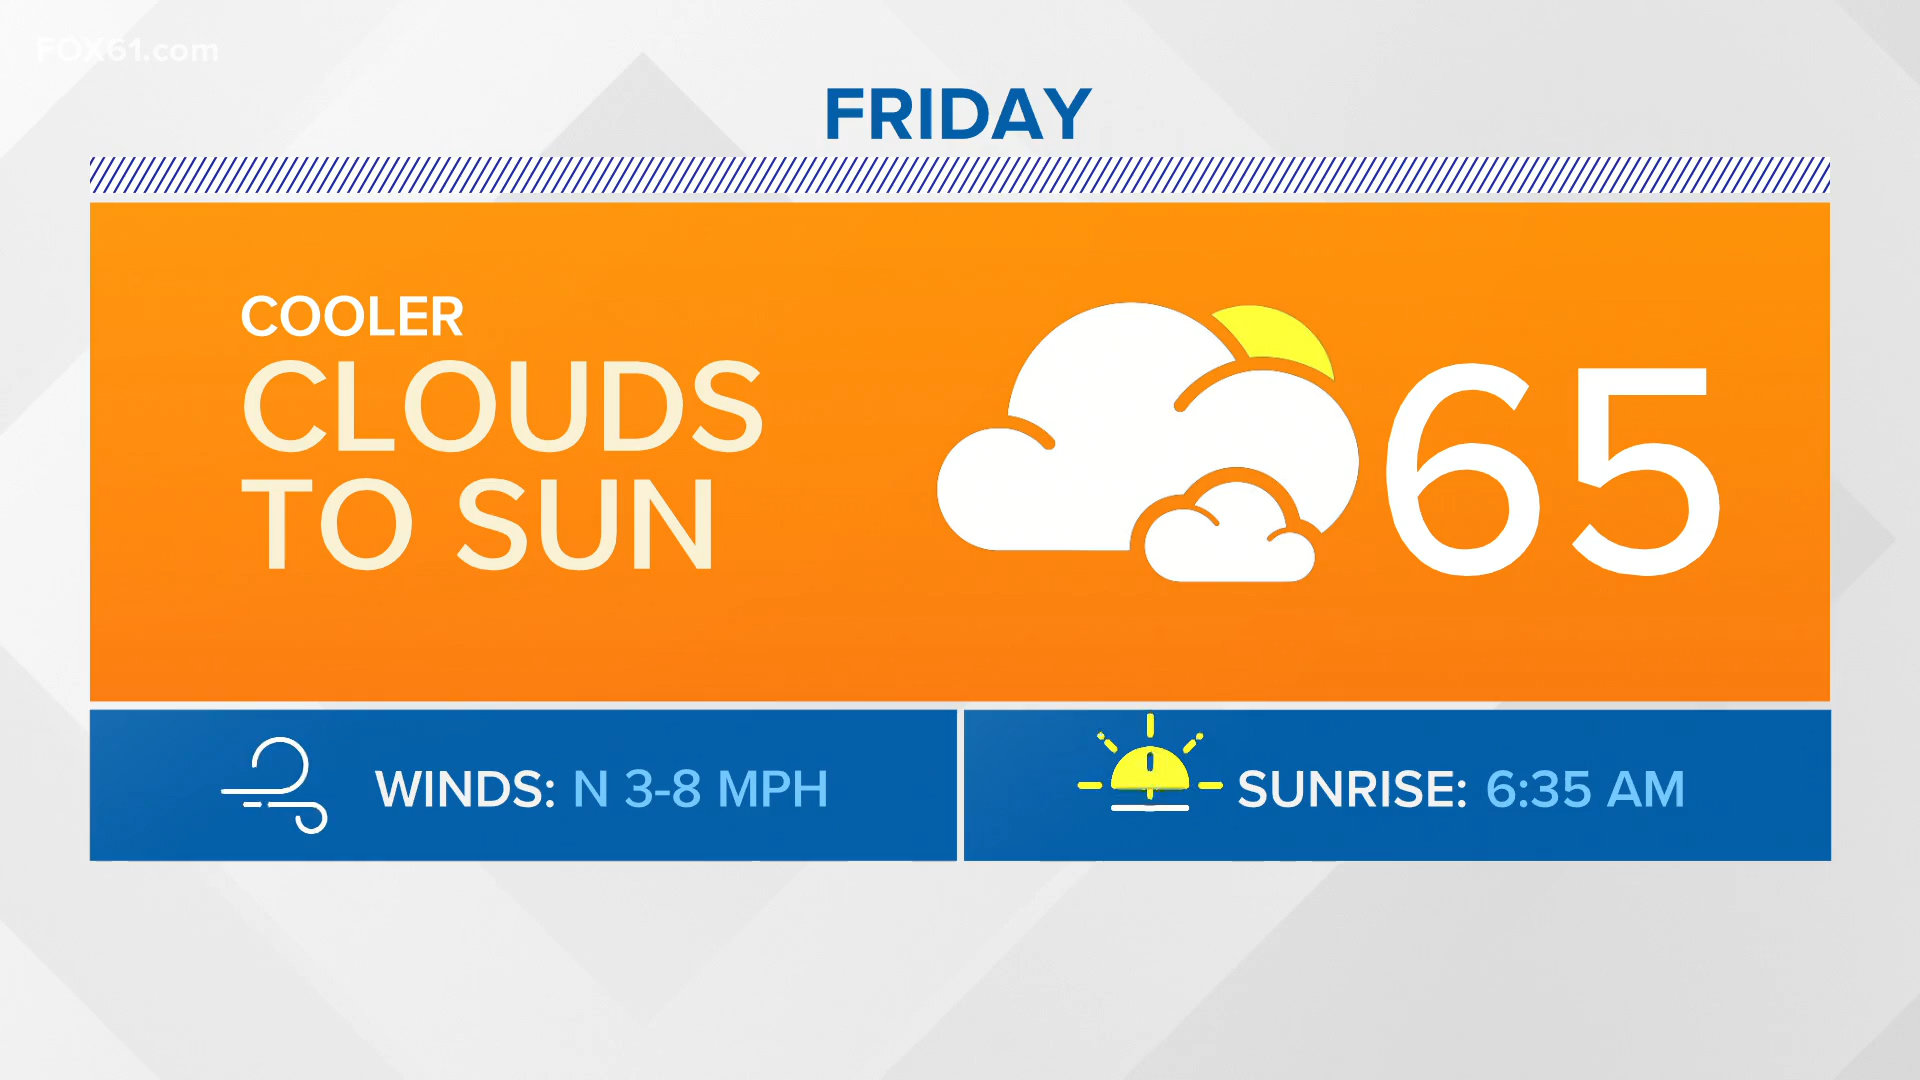 FOX61.com
FRIDAY
COOLER
CLOUDS
TO SUN
65
WINDS: N 3-8 MPH
SUNRISE: 6:35 AM